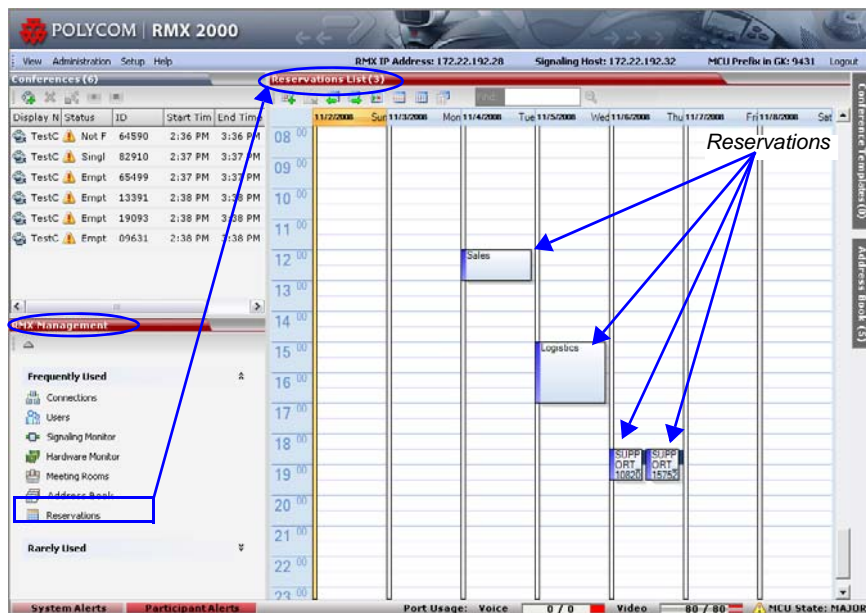 POLYCOM | RMX 2000
View Administration Setup Help
RMX IP Address: 172.22.192.28 Signaling Host: 172.22.192.32 MCU Prefix in GK: 9431 Logout
Conferences (6)
Display N Status ID Start Tim End Time
TestC Not F 64590 2:36 PM 3:36 PM
TestC Singl 82910 2:37 PM 3:37 PM
TestC Empt 65499 2:37 PM 3:37 PM
TestC Empt 13391 2:38 PM 3:38 PM
TestC Empt 19093 2:38 PM 3:38 PM
TestC Empt 09631 2:38 PM 3:38 PM
RMX Management
Frequently Used
Connections
Users
Signaling Monitor
Hardware Monitor
Meeting Rooms
Address Book
Reservations
Rarely Used
Reservations List (3)
Find:
11/2/2008 Sun 11/3/2008 Mon 11/4/2008 Tue 11/5/2008 Wed 11/6/2008 Thu 11/7/2008 Fri 11/8/2008 Sat
Reservations
08 00
09 00
10 00
11 00
12 00
Sales
13 00
14 00
15 00
Logistics
16 00
17 00
18 00
SUPP
ORT
10820
SUPP
ORT
15752
19 00
20 00
21 00
22 00
23 00
Conference Templates (0)
Address Book (5)
System Alerts
Participant Alerts
Port Usage: Voice 0 / 0 Video 80 / 80 MCU State: MAJOR